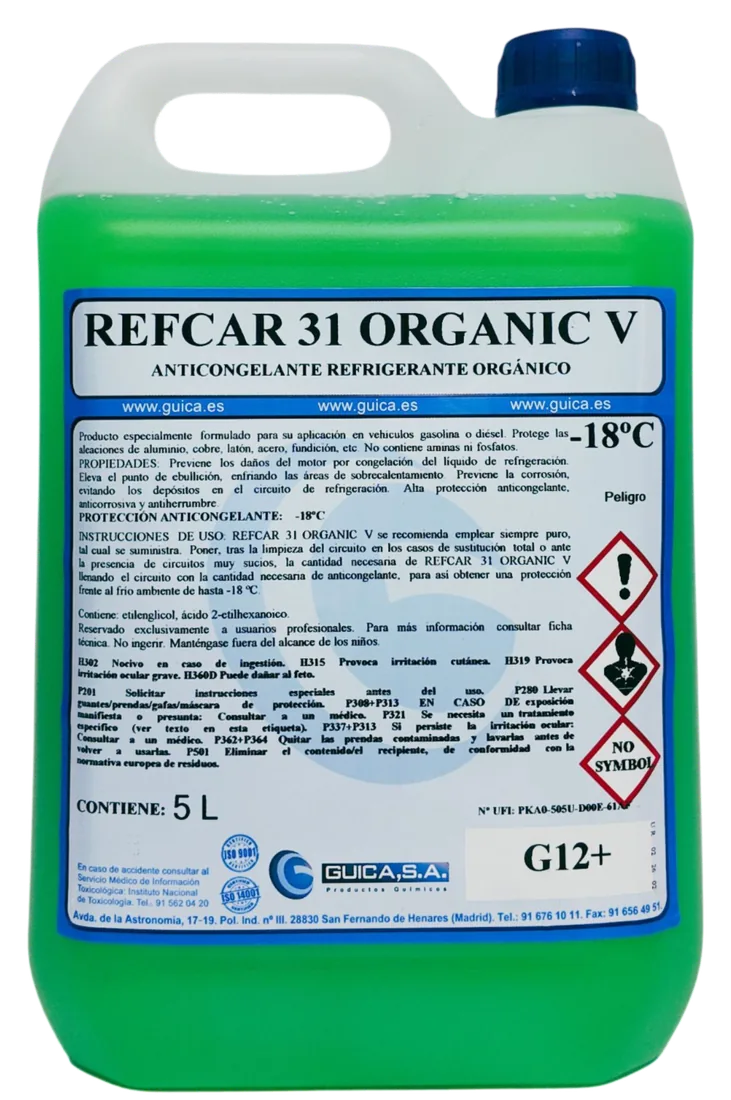 REFCAR 31 ORGANIC V
ANTICONGELANTE REFRIGERANTE ORGÁNICO
www.guica.es www.guica.es www.guica.es
Producto especialmente formulado para su aplicación en vehiculos gasolina o diésel. Protege las
aleaciones de aluminio, cobre, latón, acero, fundición, etc. No contiene aminas ni fosfatos.
-18ºC
PROPIEDADES: Previene los daños del motor por congelación del liquido de refrigeración.
Eleva el punto de ebullición, enfriando las áreas de sobrecalentamiento. Previene la corrosión,
evitando los depósitos en el circuito de refrigeración. Alta protección anticongelante,
anticorrosiva y antiherrumbre.
PROTECCIÓN ANTICONGELANTE: -18ºC
Peligro
INSTRUCCIONES DE USO: REFCAR 31 ORGANIC V se recomienda emplear siempre puro,
tal cual se suministra. Poner, tras la limpieza del circuito en los casos de sustitución total o ante
la presencia de circuitos muy sucios, la cantidad necesaria de REFCAR 31 ORGANIC V
llenando el circuito con la cantidad necesaria de anticongelante, para así obtener una protección
frente al frío ambiente de hasta -18 ºC
Contiene: etilenglicol, ácido 2-etilhexanoico.
Reservado exclusivamente a usuarios profesionales. Para más información consultar ficha
técnica. No ingerir. Manténgase fuera del alcance de los niños.
H302 Nocivo en caso de ingestión. H315 Provoca irritación cutánea. H319 Provoca
irritación ocular grave. H360D Puede dañar al feto.
P201 Solicitar instrucciones especiales antes del uso. P280 Llevar
guantes/prendas/gafas/máscara de protección. P308+P313 EN CASO DE exposición
manifiesta o presunta: Consultar a un médico. P321 Se necesita un tratamiento
específico (ver texto en esta etiqueta). P337+P313 Si persiste la irritación ocular:
Consultar a un médico. P362+P364 Quitar las prendas contaminadas y lavarlas antes de
volver a usarlas. P501 Eliminar el contenido/el recipiente, de conformidad con la
normativa europea de residuos.
NO
SYMBOL
CONTIENE: 5 L
Nº UFI: PKA0-505U-D00E-61AF
G12+
En caso de accidente consultar al
Servicio Médico de Información
Toxicológica: Instituto Nacional
de Toxicología. Tel.: 91 562 04 20
ISO 9001
ISO 14001
GUICA,S.A.
Productos Químicos
Avda. de la Astronomía, 17-19. Pol. Ind. nº III. 28830 San Fernando de Henares (Madrid). Tel.: 91 676 10 11. Fax: 91 656 49 51.